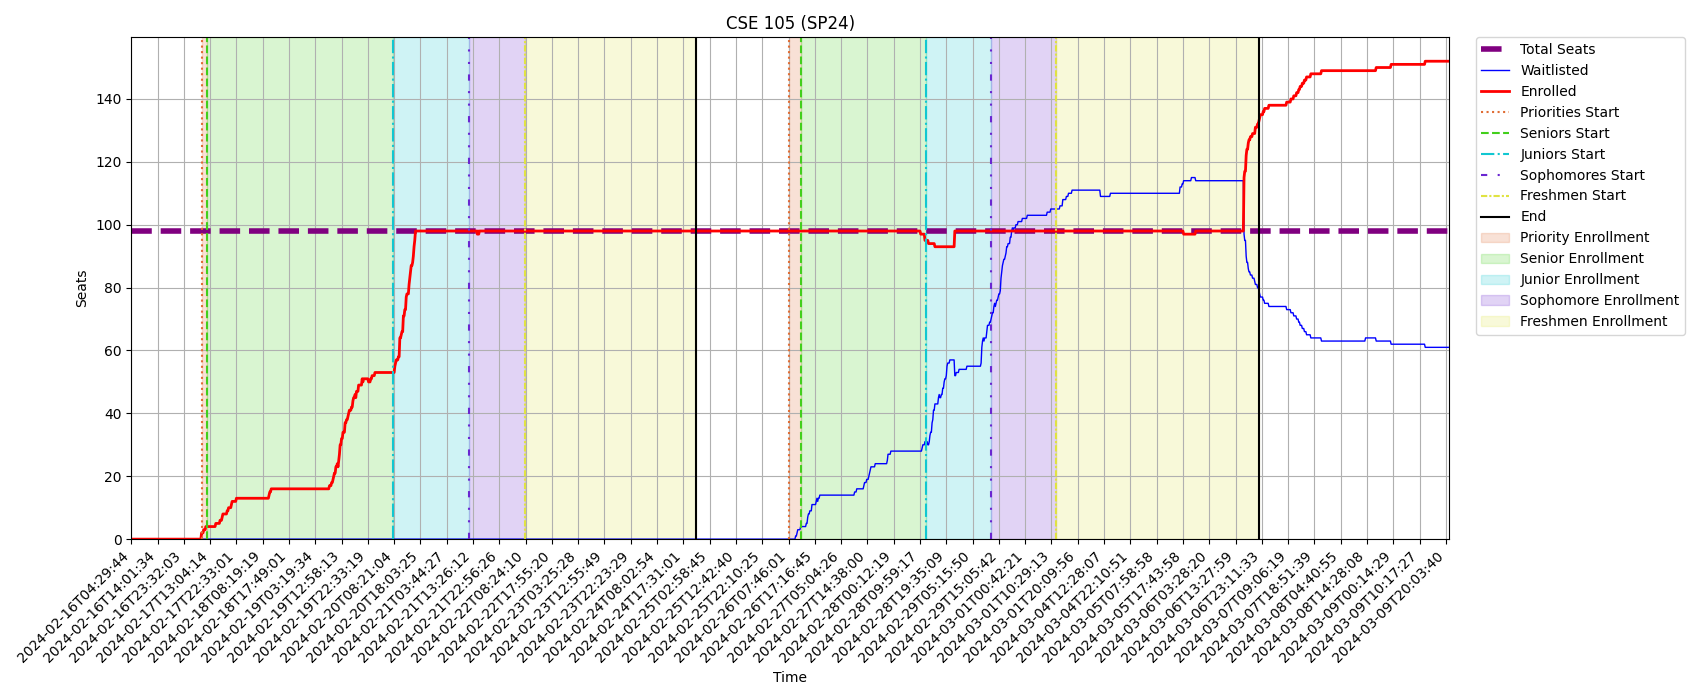 CSE 105 (SP24)
Seats
140
120
100
80
60
40
20
0
2024-02-16T04:29:44
2024-02-16T14:01:34
2024-02-16T23:32:03
2024-02-17T13:04:14
2024-02-17T22:33:01
2024-02-18T08:19:19
2024-02-18T17:49:01
2024-02-19T03:19:34
2024-02-19T12:58:13
2024-02-19T22:33:19
2024-02-20T08:21:04
2024-02-20T18:03:25
2024-02-21T03:44:27
2024-02-21T13:26:12
2024-02-21T22:56:26
2024-02-22T08:24:10
2024-02-22T17:55:20
2024-02-23T03:25:28
2024-02-23T12:55:49
2024-02-23T22:23:29
2024-02-24T08:02:54
2024-02-24T17:31:01
2024-02-25T02:58:45
2024-02-25T12:42:40
2024-02-25T22:10:25
2024-02-26T07:46:01
2024-02-26T17:16:45
2024-02-27T05:04:26
2024-02-27T14:38:00
2024-02-28T00:12:19
2024-02-28T09:59:17
2024-02-28T19:35:05
2024-02-29T05:15:50
2024-02-29T15:05:42
2024-03-01T00:42:21
2024-03-01T10:29:13
2024-03-01T20:09:56
2024-03-04T12:28:07
2024-03-04T22:10:51
2024-03-05T07:58:58
2024-03-05T17:43:58
2024-03-06T03:28:20
2024-03-06T13:27:59
2024-03-06T23:11:33
2024-03-07T09:06:19
2024-03-07T18:51:39
2024-03-08T04:40:55
2024-03-08T14:28:08
2024-03-09T00:14:29
2024-03-09T10:17:27
2024-03-09T20:03:40
Time
Total Seats
Waitlisted
Enrolled
Priorities Start
Seniors Start
Juniors Start
Sophomores Start
Freshmen Start
End
Priority Enrollment
Senior Enrollment
Junior Enrollment
Sophomore Enrollment
Freshmen Enrollment